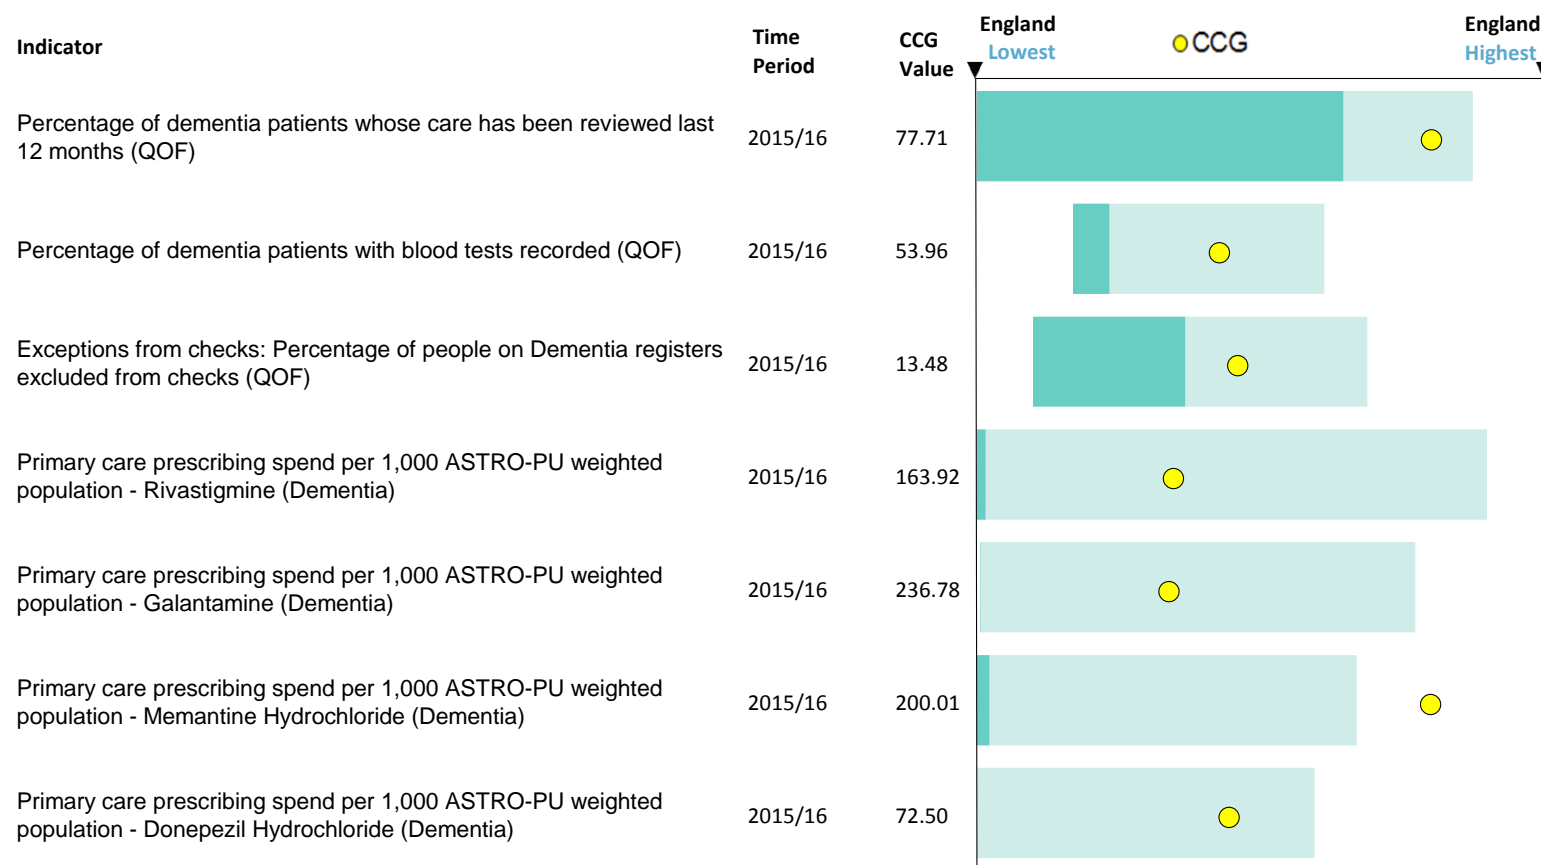 Indicator
Time
Period
CCG
Value
England
Lowest
CCG
England
Highest
Percentage of dementia patients whose care has been reviewed last
12 months (QOF)
2015/16
77.71
Percentage of dementia patients with blood tests recorded (QOF)
2015/16
53.96
Exceptions from checks: Percentage of people on Dementia registers
excluded from checks (QOF)
2015/16
13.48
Primary care prescribing spend per 1,000 ASTRO-PU weighted
population - Rivastigmine (Dementia)
2015/16
163.92
Primary care prescribing spend per 1,000 ASTRO-PU weighted
population - Galantamine (Dementia)
2015/16
236.78
Primary care prescribing spend per 1,000 ASTRO-PU weighted
population - Memantine Hydrochloride (Dementia)
2015/16
200.01
Primary care prescribing spend per 1,000 ASTRO-PU weighted
population - Donepezil Hydrochloride (Dementia)
2015/16
72.50